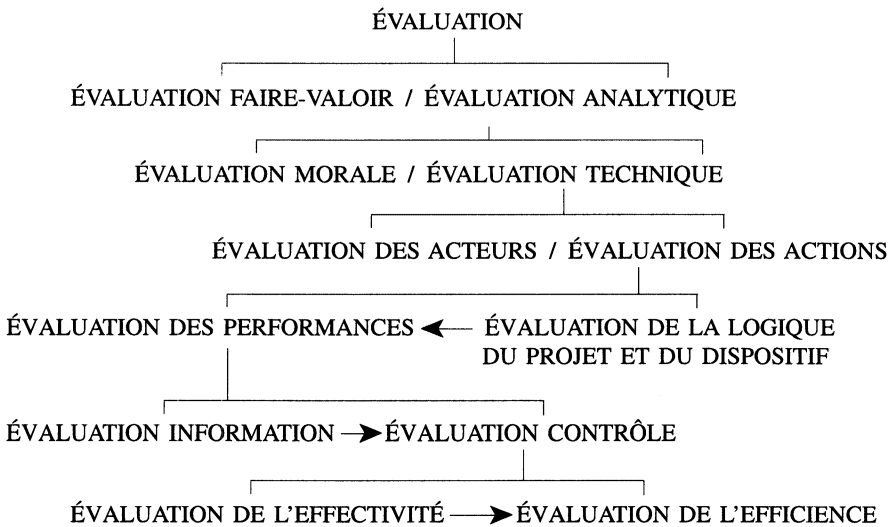 ÉVALUATION
ÉVALUATION FAIRE-VALOIR / ÉVALUATION ANALYTIQUE
ÉVALUATION MORALE / ÉVALUATION TECHNIQUE
ÉVALUATION DES ACTEURS / ÉVALUATION DES ACTIONS
ÉVALUATION DES PERFORMANCES ÉVALUATION DE LA LOGIQUE
DU PROJET ET DU DISPOSITIF
ÉVALUATION INFORMATION ÉVALUATION CONTRÔLE
ÉVALUATION DE L'EFFECTIVITÉ ÉVALUATION DE L'EFFICIENCE